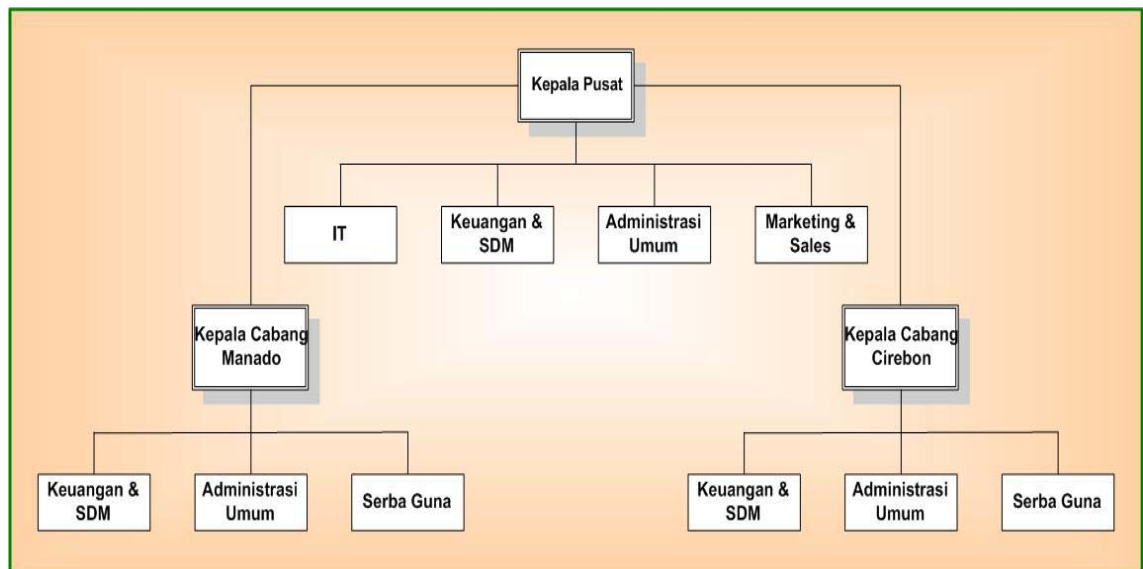 Kepala Pusat
IT
Keuangan &
SDM
Administrasi
Umum
Marketing &
Sales
Kepala Cabang
Manado
Kepala Cabang
Cirebon
Keuangan &
SDM
Administrasi
Umum
Serba Guna
Keuangan &
SDM
Administrasi
Umum
Serba Guna